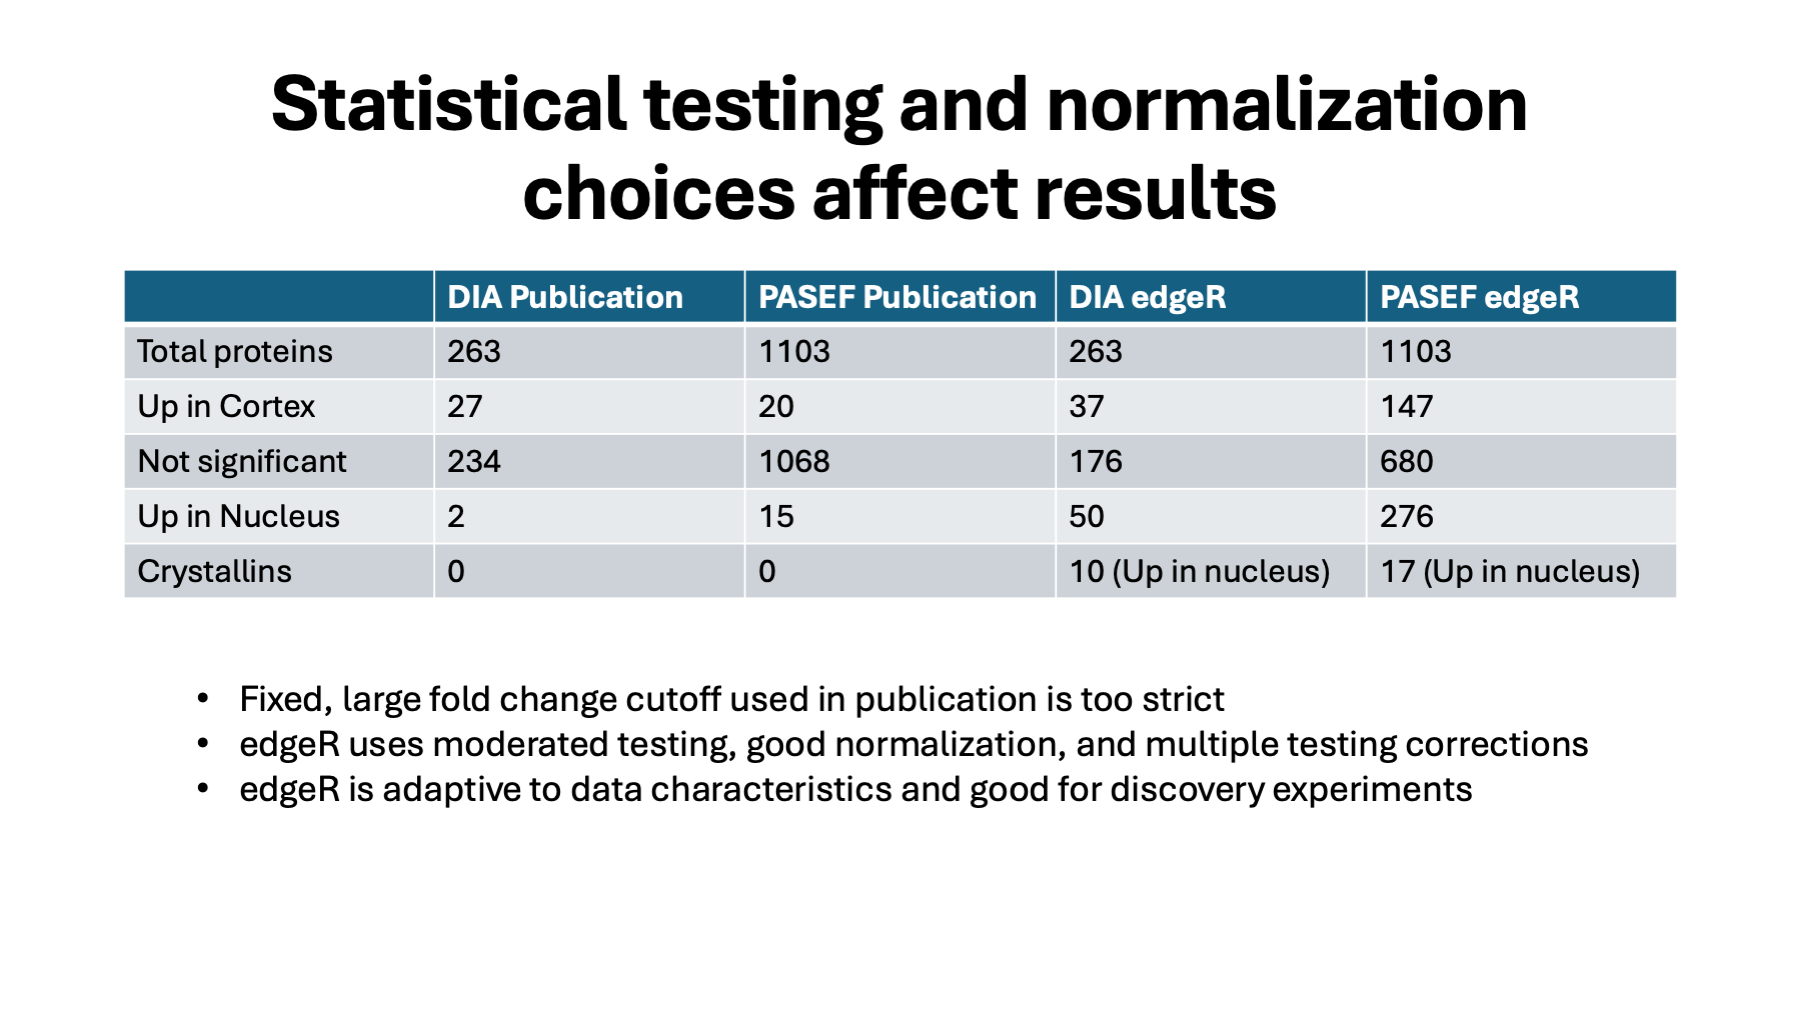 Statistical testing and normalization
choices affect results
DIA Publication PASEF Publication DIA edgeR PASEF edgeR
Total proteins 263 1103 263 1103
Up in Cortex 27 20 37 147
Not significant 234 1068 176 680
Up in Nucleus 2 15 50 276
Crystallins 0 0 10 (Up in nucleus) 17 (Up in nucleus)
• Fixed, large fold change cutoff used in publication is too strict
• edgeR uses moderated testing, good normalization, and multiple testing corrections
• edgeR is adaptive to data characteristics and good for discovery experiments